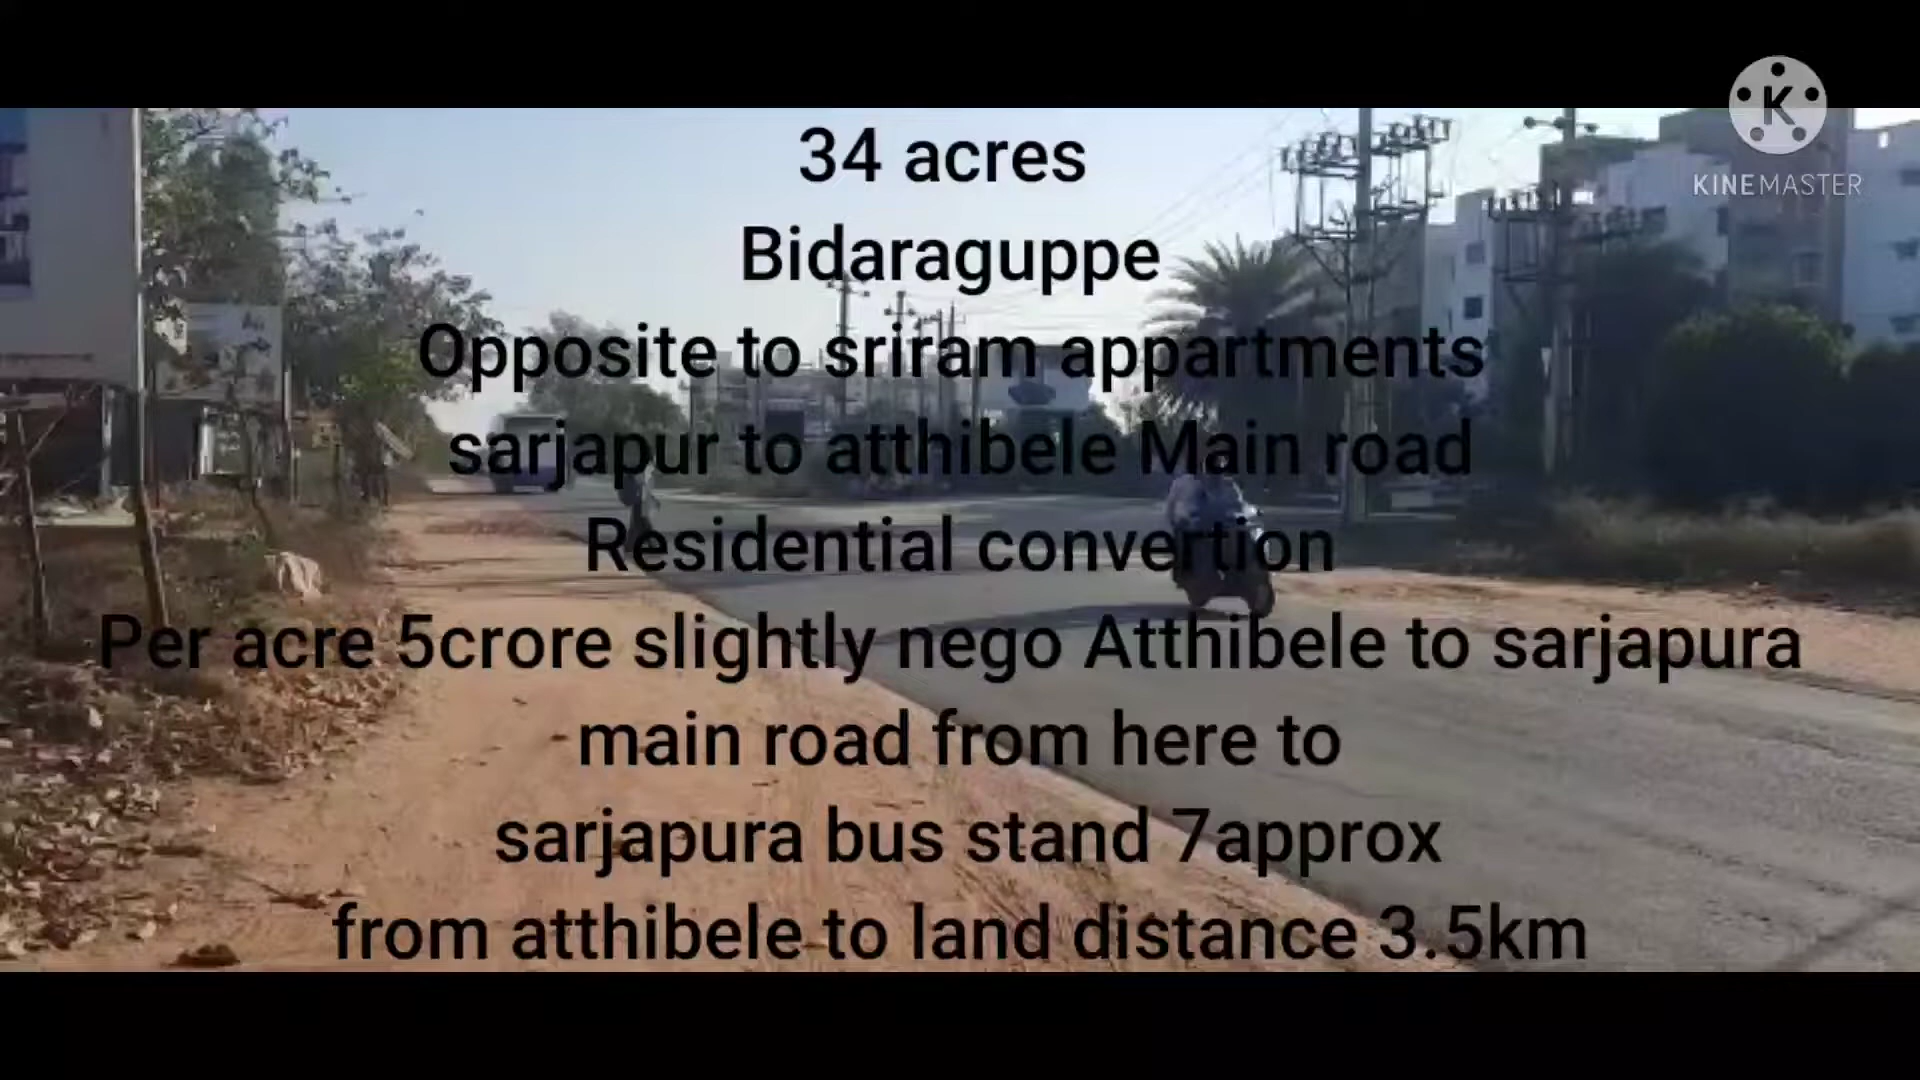 34 acres
Bidaraguppe
Opposite to sriram appartments
sarjapur to atthibele Main road
Residential convertion
Per acre 5crore slightly nego Atthibele to sarjapura
main road from here to
sarjapura bus stand 7approx
from atthibele to land distance 3.5km
K
KINEMASTER